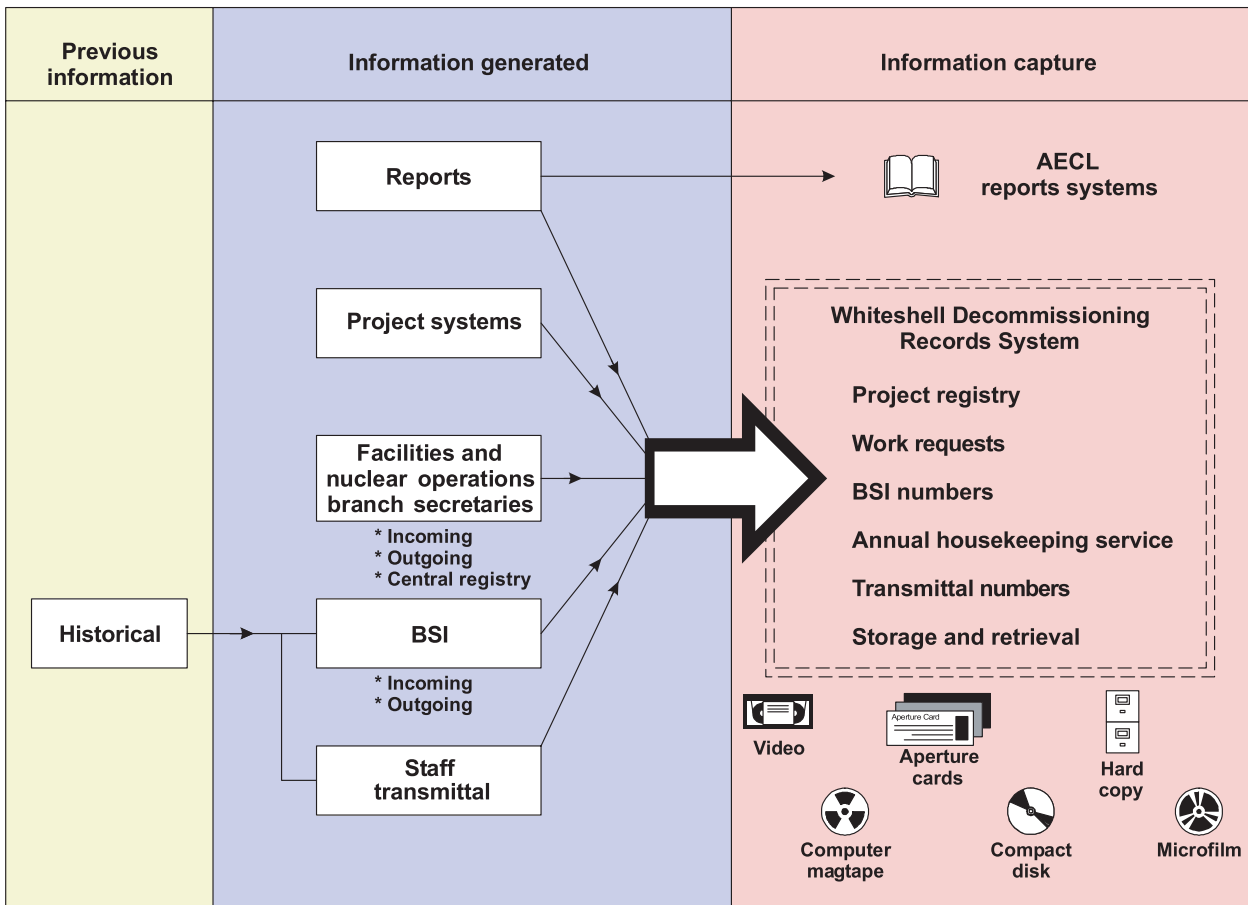 Previous
information
Information generated
Information capture
Reports
AECL
reports systems
Project systems
Whiteshell Decommissioning
Records System
Project registry
Work requests
BSI numbers
Annual housekeeping service
Transmittal numbers
Storage and retrieval
Facilities and
nuclear operations
branch secretaries
* Incoming
* Outgoing
* Central registry
Historical
BSI
* Incoming
* Outgoing
Staff
transmittal
Video
Aperture Card
Aperture
cards
Hard
copy
Computer
magtape
Compact
disk
Microfilm